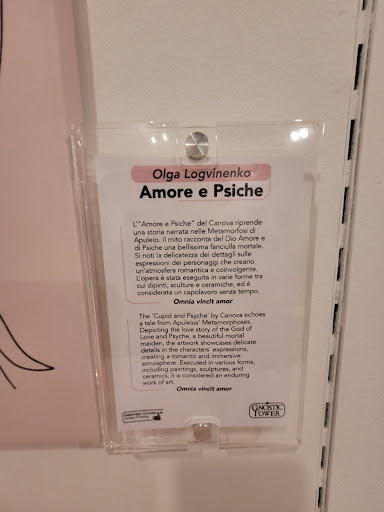 Olga Logvinenko
Amore e Psiche
L'"Amore e Psiche" del Canova riprende
una storia narrata nelle Metamorfosi di
Apuleio. Il mito racconta del Dio Amore e
di Psiche una bellissima fanciulla mortale.
Si noti la delicatezza dei dettagli sulle
espressioni dei personaggi che creano
un'atmosfera romantica e coinvolgente.
L'opera è stata eseguita in varie forme tra
cui dipinti, sculture e ceramiche, ed è
considerata un capolavoro senza tempo.
Omnia vincit amor
The 'Cupid and Psyche' by Canova echoes
a tale from Apuleius' Metamorphoses.
Depicting the love story of the God of
Love and Psyche, a beautiful mortal
maiden, the artwork showcases delicate
details in the characters' expressions,
creating a romantic and immersive
atmosphere. Executed in various forms,
including paintings, sculptures, and
ceramics, it is considered an enduring
work of art.
Omnia vincit amor
PRINTING TECHNIQUE
Screen Printing
GNOSTIC
TOWER